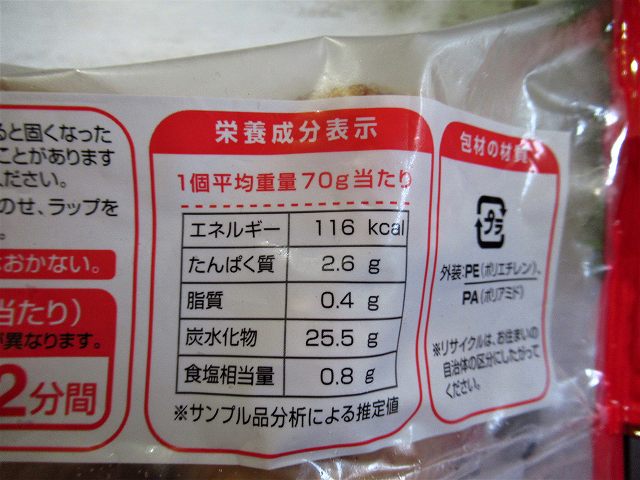 ると固くなった
ことがあります
ください。
のせ、ラップを
。
おかない。
当たり)
が異なります。
2分間
栄養成分表示
1個平均重量70g当たり
エネルギー 116 kcal
たんぱく質 2.6 g
脂質 0.4 g
炭水化物 25.5 g
食塩相当量 0.8 g
※サンプル品分析による推定値
包材の材質
プラ
外装:PE(ポリエチレン)、
PA(ポリアミド)
※リサイクルは、お住まいの
自治体の区分にしたがって
ください。